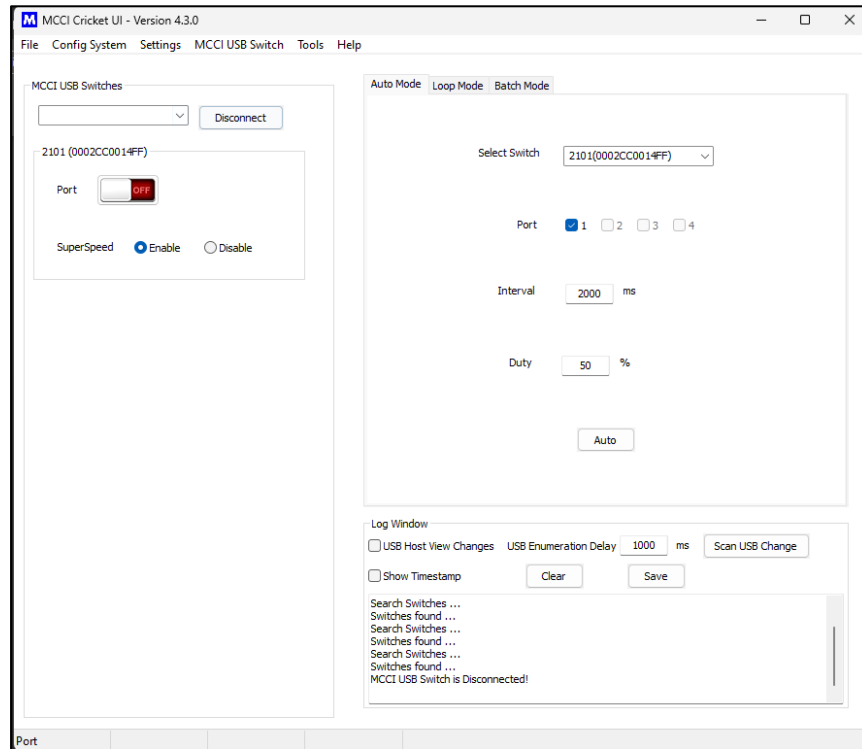 M MCCI Cricket UI - Version 4.3.0
File Config System Settings MCCI USB Switch Tools Help
MCCI USB Switches
Disconnect
2101 (0002CC0014FF)
Port OFF
SuperSpeed Enable Disable
Auto Mode Loop Mode Batch Mode
Select Switch 2101(0002CC0014FF)
Port 1 2 3 4
Interval 2000 ms
Duty 50 %
Auto
Log Window
USB Host View Changes USB Enumeration Delay 1000 ms Scan USB Change
Show Timestamp Clear Save
Search Switches ...
Switches found ...
Search Switches ...
Switches found ...
Search Switches ...
Switches found ...
MCCI USB Switch is Disconnected!
Port